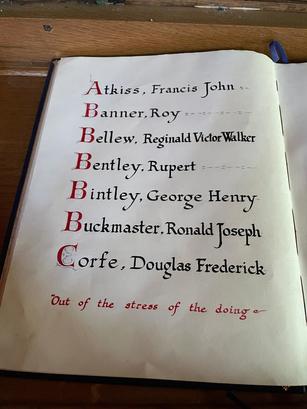 Atkiss, Francis John
Banner, Roy
Bellew, Reginald Victor Walker
Bentley, Rupert
Bintley, George Henry
Buckmaster, Ronald Joseph
Corfe, Douglas Frederick
Out of the stress of the doing